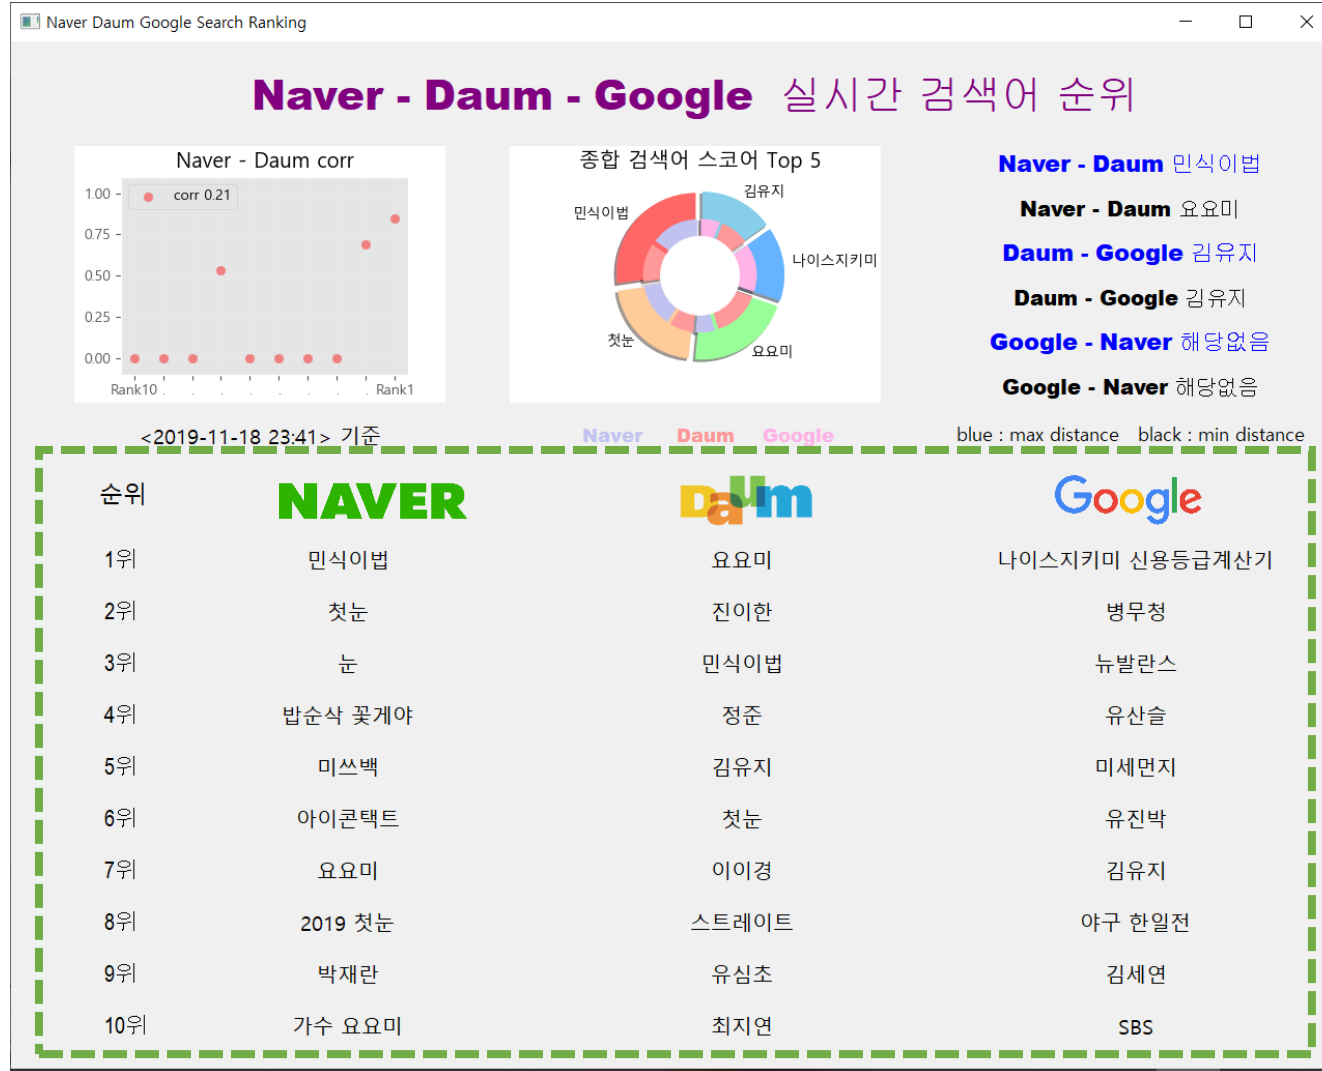 Naver Daum Google Search Ranking
Naver - Daum - Google 실시간 검색어 순위
Naver - Daum corr
corr 0.21
1.00
0.75
0.50
0.25
0.00
Rank10 . . . . . . . . Rank1
<2019-11-18 23:41> 기준
종합 검색어 스코어 Top 5
김유지
민식이법
나이스지키미
첫눈
요요미
Naver Daum Google
Naver - Daum 민식이법
Naver - Daum 요요미
Daum - Google 김유지
Daum - Google 김유지
Google - Naver 해당없음
Google - Naver 해당없음
blue : max distance black : min distance
순위 NAVER Daum Google
1위 민식이법 요요미 나이스지키미 신용등급계산기
2위 첫눈 진이한 병무청
3위 눈 민식이법 뉴발란스
4위 밥순삭 꽃게야 정준 유산슬
5위 미쓰백 김유지 미세먼지
6위 아이콘택트 첫눈 유진박
7위 요요미 이이경 김유지
8위 2019 첫눈 스트레이트 야구 한일전
9위 박재란 유심초 김세연
10위 가수 요요미 최지연 SBS